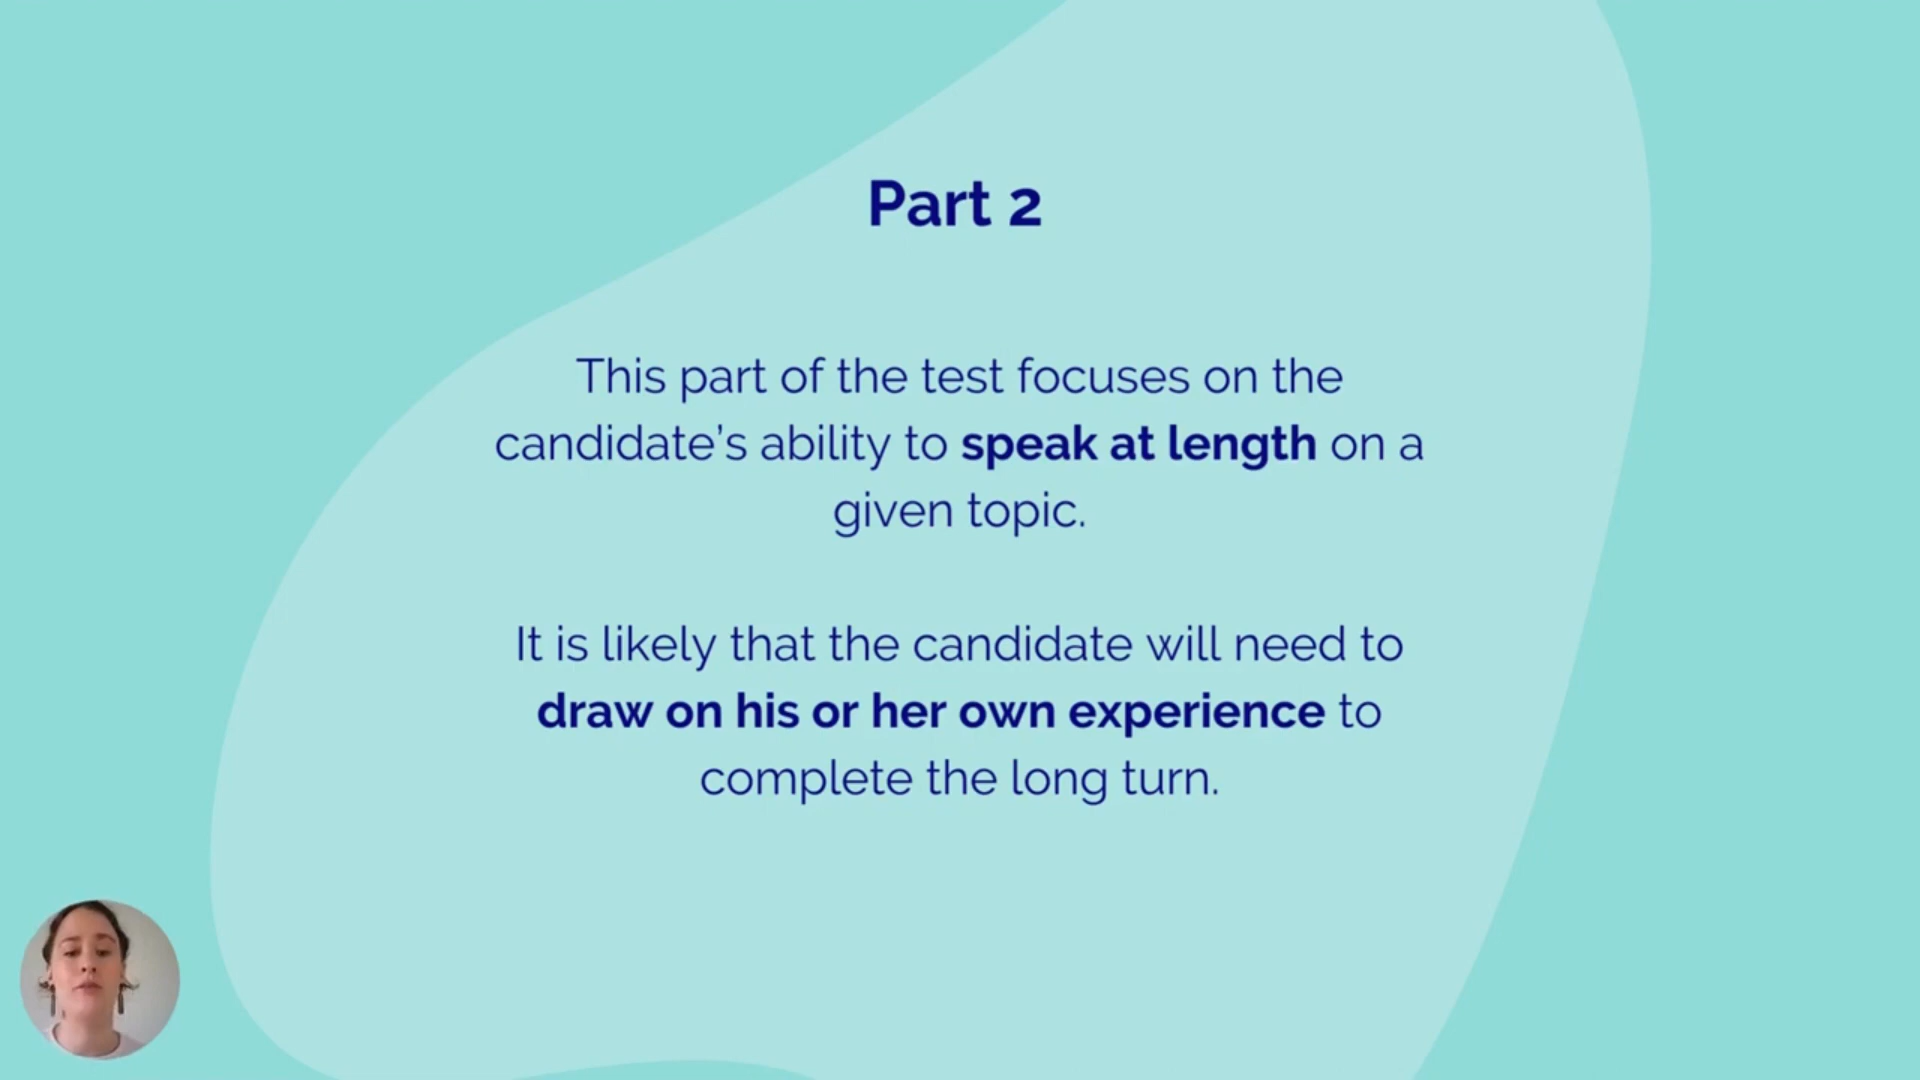 Part 2
This part of the test focuses on the
candidate’s ability to speak at length on a
given topic.
It is likely that the candidate will need to
draw on his or her own experience to
complete the long turn.